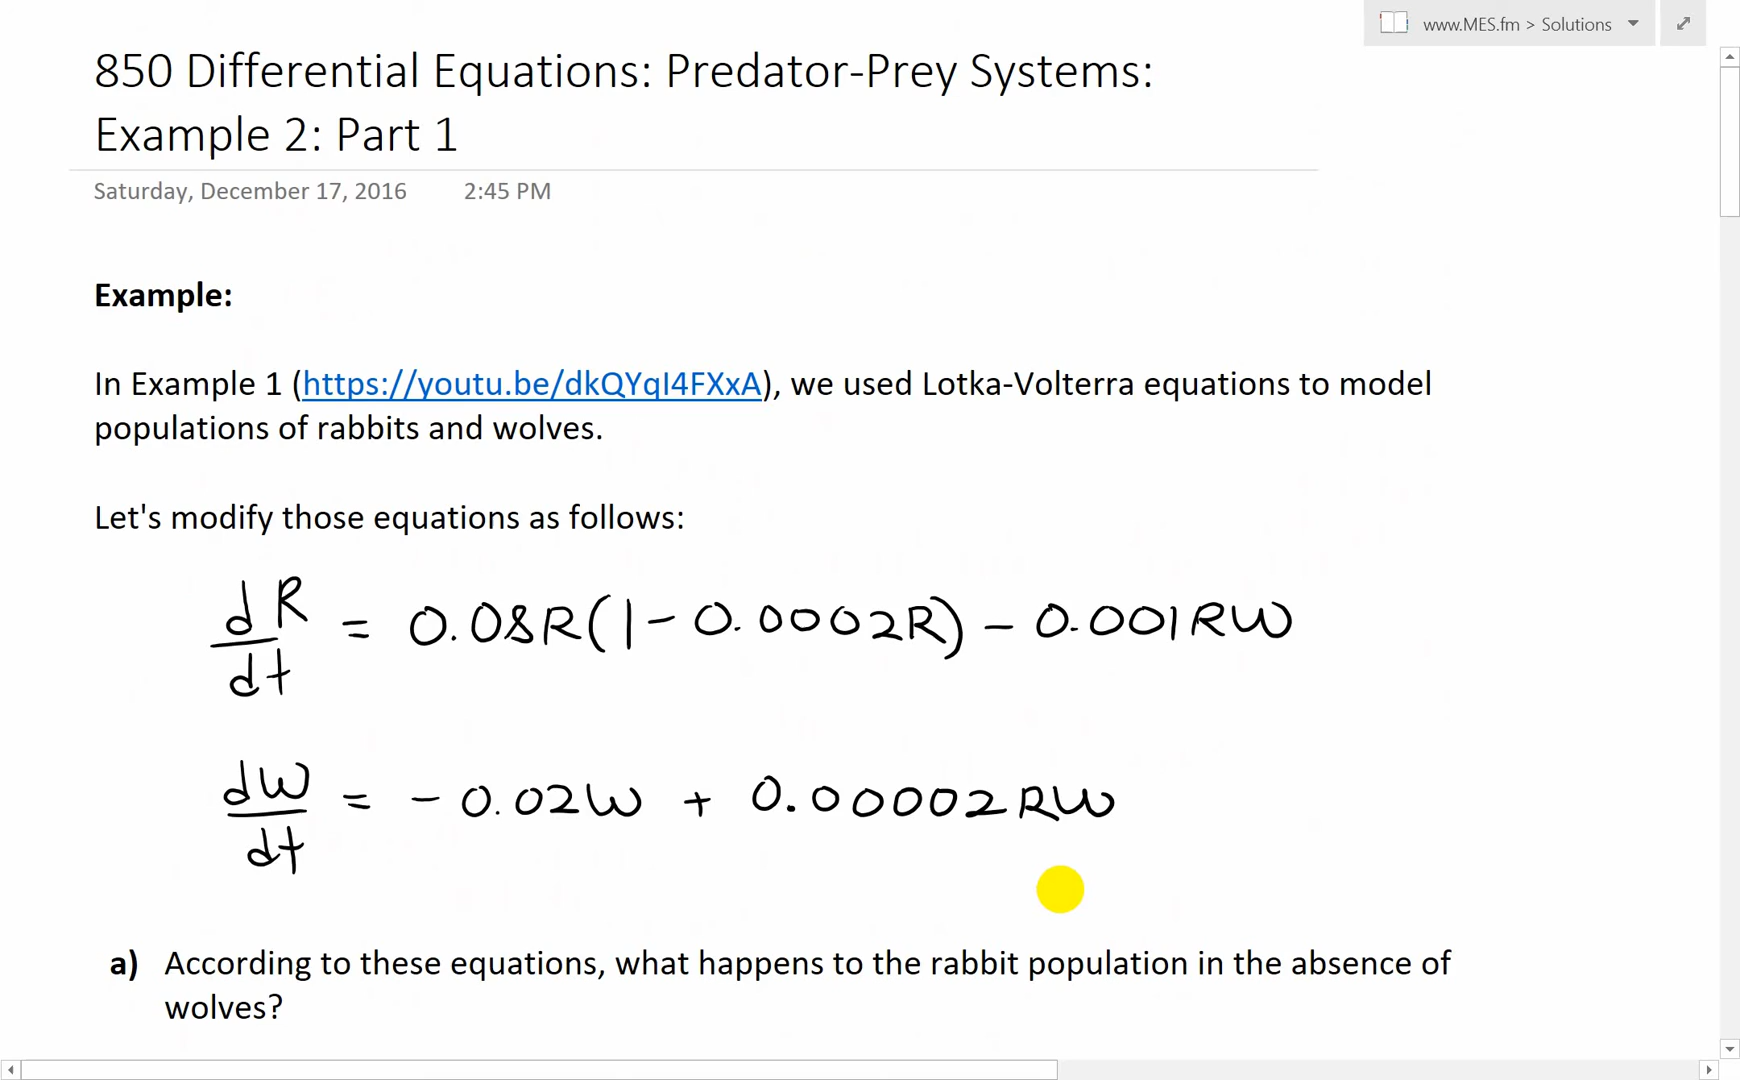 www.MES.fm > Solutions
850 Differential Equations: Predator-Prey Systems:
Example 2: Part 1
Saturday, December 17, 2016 2:45 PM
Example:
In Example 1 (https://youtu.be/dkQYqI4FXxA), we used Lotka-Volterra equations to model
populations of rabbits and wolves.
Let's modify those equations as follows:
dR/dt = 0.08R(1 - 0.0002R) - 0.001RW
dW/dt = - 0.02W + 0.00002RW
a) According to these equations, what happens to the rabbit population in the absence of
wolves?